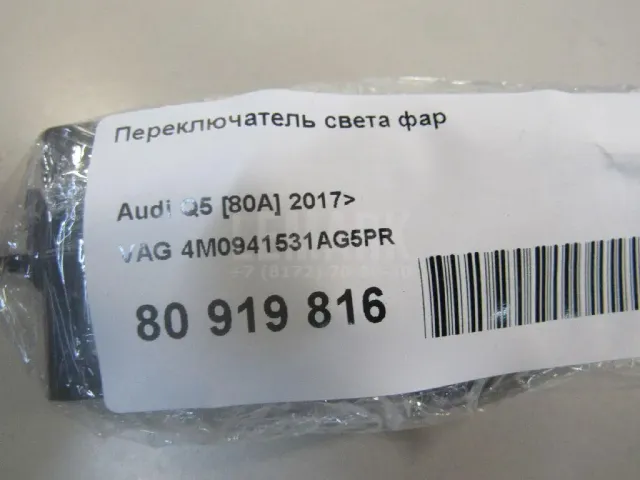 Переключатель света фар
Audi Q5 [80A] 2017>
VAG 4M0941531AG5PR
80 919 816